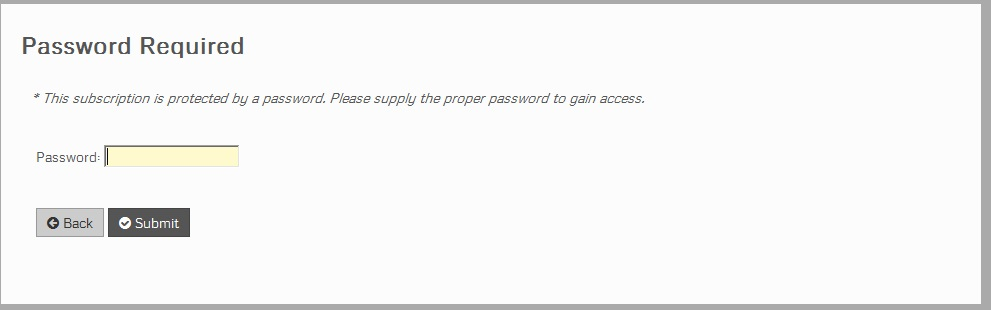 Password Required
* This subscription is protected by a password. Please supply the proper password to gain access.
Password:
Back Submit